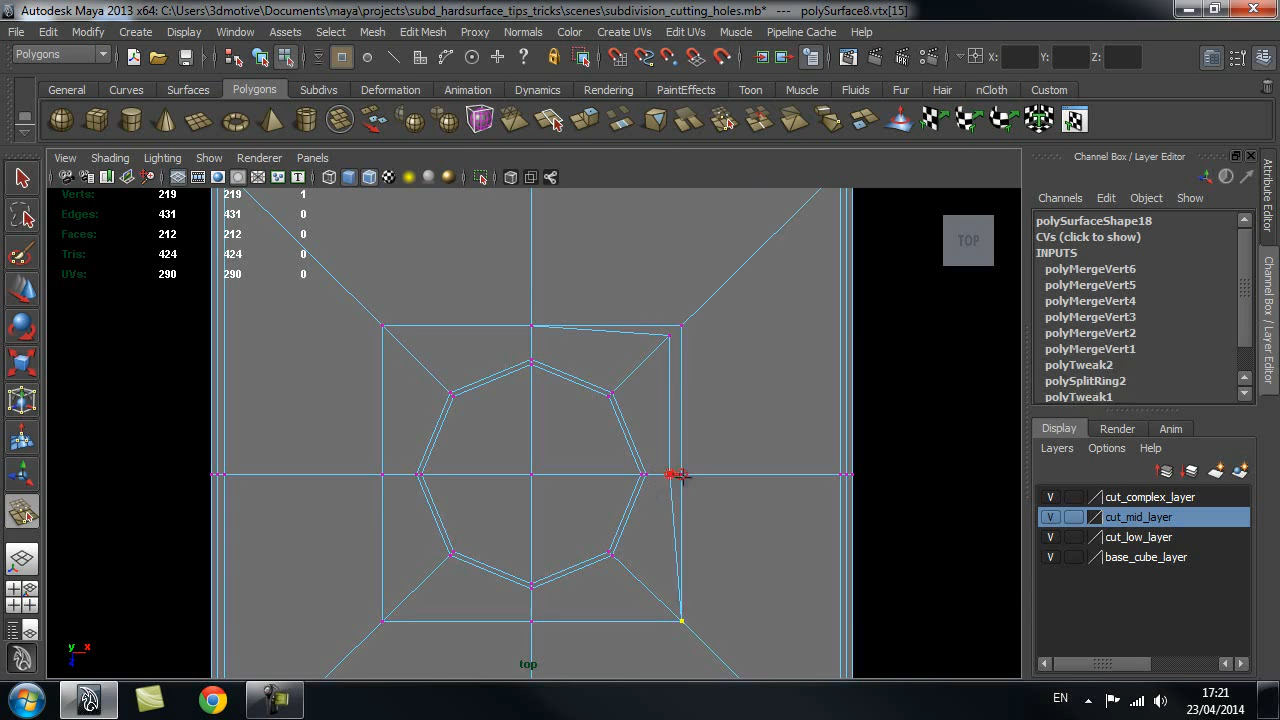 Autodesk Maya 2013 x64: C:\Users\3dmotive\Documents\maya\projects\subd_hardsurface_tips_tricks\scenes\subdivision_cutting_holes.mb* --- polySurface8.vtx[15]
File Edit Modify Create Display Window Assets Select Mesh Edit Mesh Proxy Normals Color Create UVs Edit UVs Muscle Pipeline Cache Help
Polygons X: Y: Z:
General Curves Surfaces Polygons Subdivs Deformation Animation Dynamics Rendering PaintEffects Toon Muscle Fluids Fur Hair nCloth Custom
View Shading Lighting Show Renderer Panels
Channel Box / Layer Editor
Channels Edit Object Show
Verts: 219 219 1
Edges: 431 431 0
Faces: 212 212 0
Tris: 424 424 0
UVs: 290 290 0
TOP
polySurfaceShape18
CVs (click to show)
INPUTS
polyMergeVert6
polyMergeVert5
polyMergeVert4
polyMergeVert3
polyMergeVert2
polyMergeVert1
polyTweak2
polySplitRing2
polyTweak1
Attribute Editor
Channel Box / Layer Editor
Display Render Anim
Layers Options Help
V cut_complex_layer
V cut_mid_layer
V cut_low_layer
V base_cube_layer
y x
z
top
EN 17:21
23/04/2014